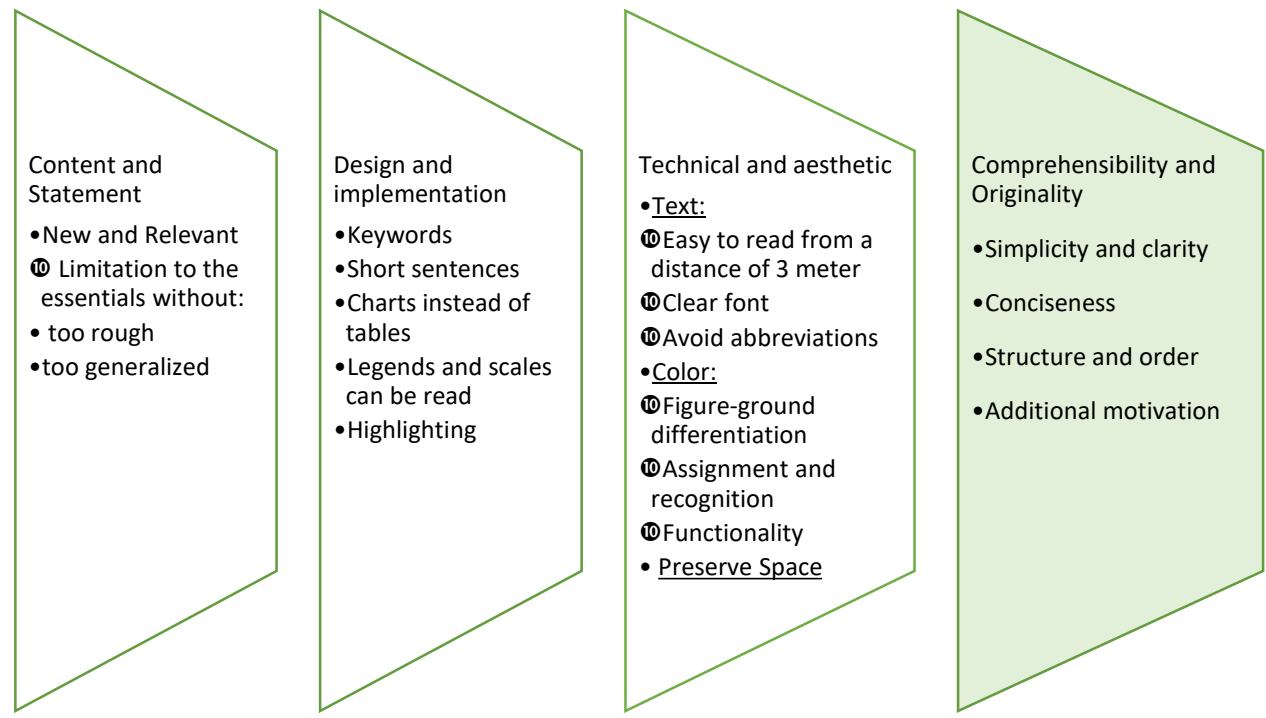 Content and
Statement
•New and Relevant
❿ Limitation to the
essentials without:
• too rough
•too generalized
Design and
implementation
•Keywords
•Short sentences
•Charts instead of
tables
•Legends and scales
can be read
•Highlighting
Technical and aesthetic
•Text:
❿Easy to read from a
distance of 3 meter
❿Clear font
❿Avoid abbreviations
•Color:
❿Figure-ground
differentiation
❿Assignment and
recognition
❿Functionality
• Preserve Space
Comprehensibility and
Originality
•Simplicity and clarity
•Conciseness
•Structure and order
•Additional motivation